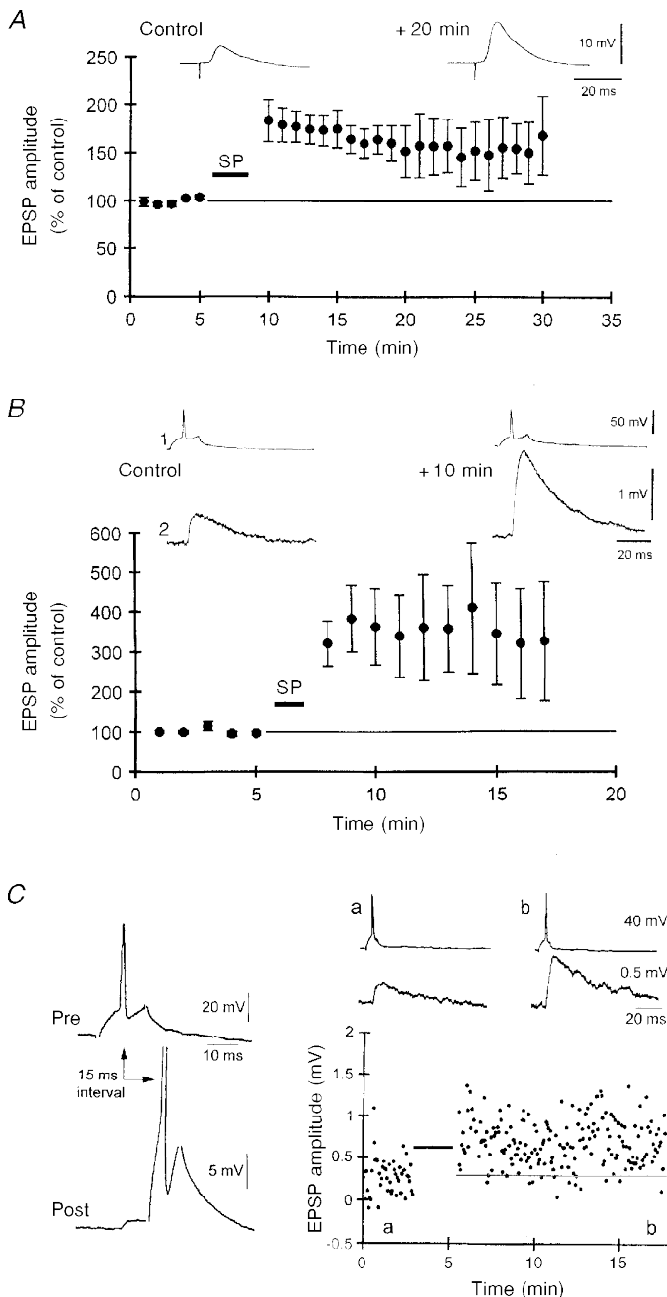 A
Control
+ 20 min
10 mV
20 ms
EPSP amplitude
(% of control)
250
200
150
100
50
0
SP
0 5 10 15 20 25 30 35
Time (min)
B
1
Control
2
+ 10 min
50 mV
1 mV
20 ms
EPSP amplitude
(% of control)
600
500
400
300
200
100
0
SP
0 5 10 15 20
Time (min)
C
Pre
20 mV
10 ms
15 ms
interval
Post
5 mV
a
b
40 mV
0.5 mV
20 ms
EPSP amplitude (mV)
2
1.5
1
0.5
0
-0.5
a
b
0 5 10 15
Time (min)